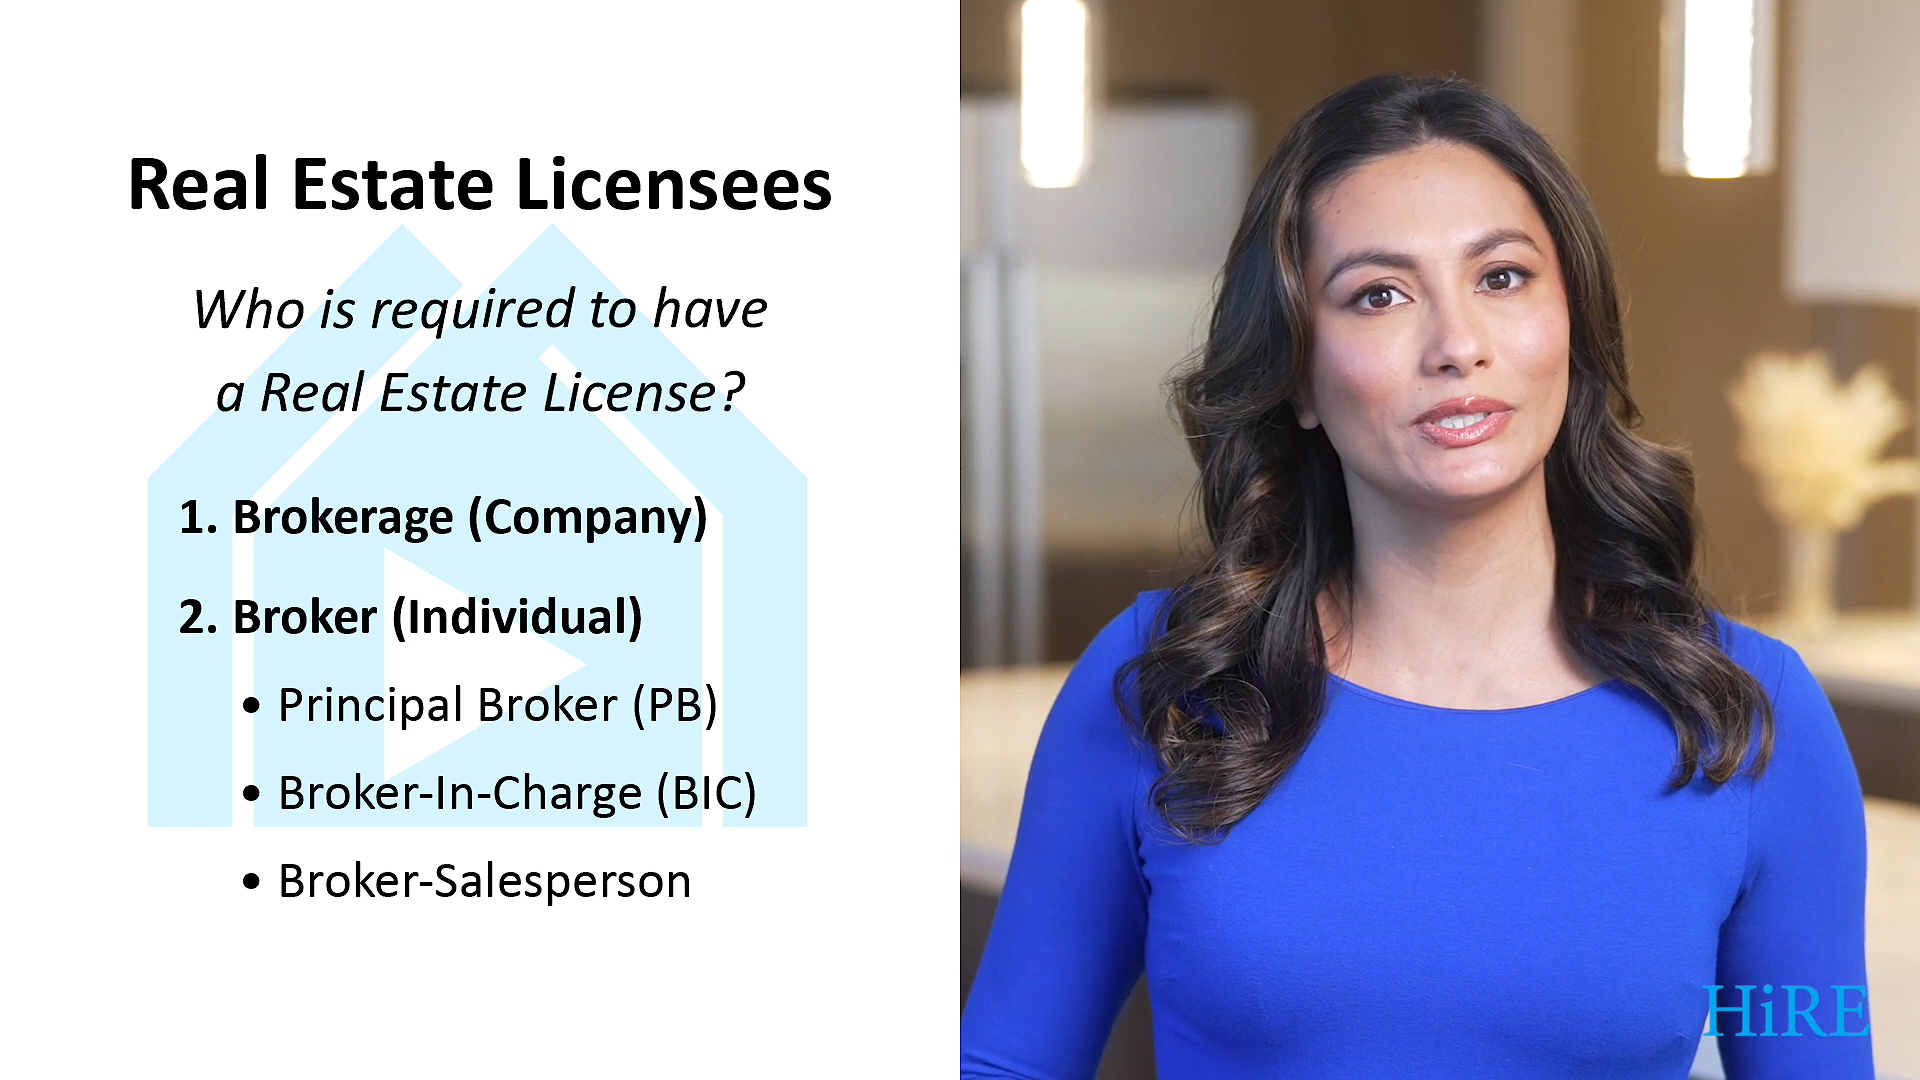 Real Estate Licensees
Who is required to have
a Real Estate License?
1. Brokerage (Company)
2. Broker (Individual)
• Principal Broker (PB)
• Broker-In-Charge (BIC)
• Broker-Salesperson
HiRE